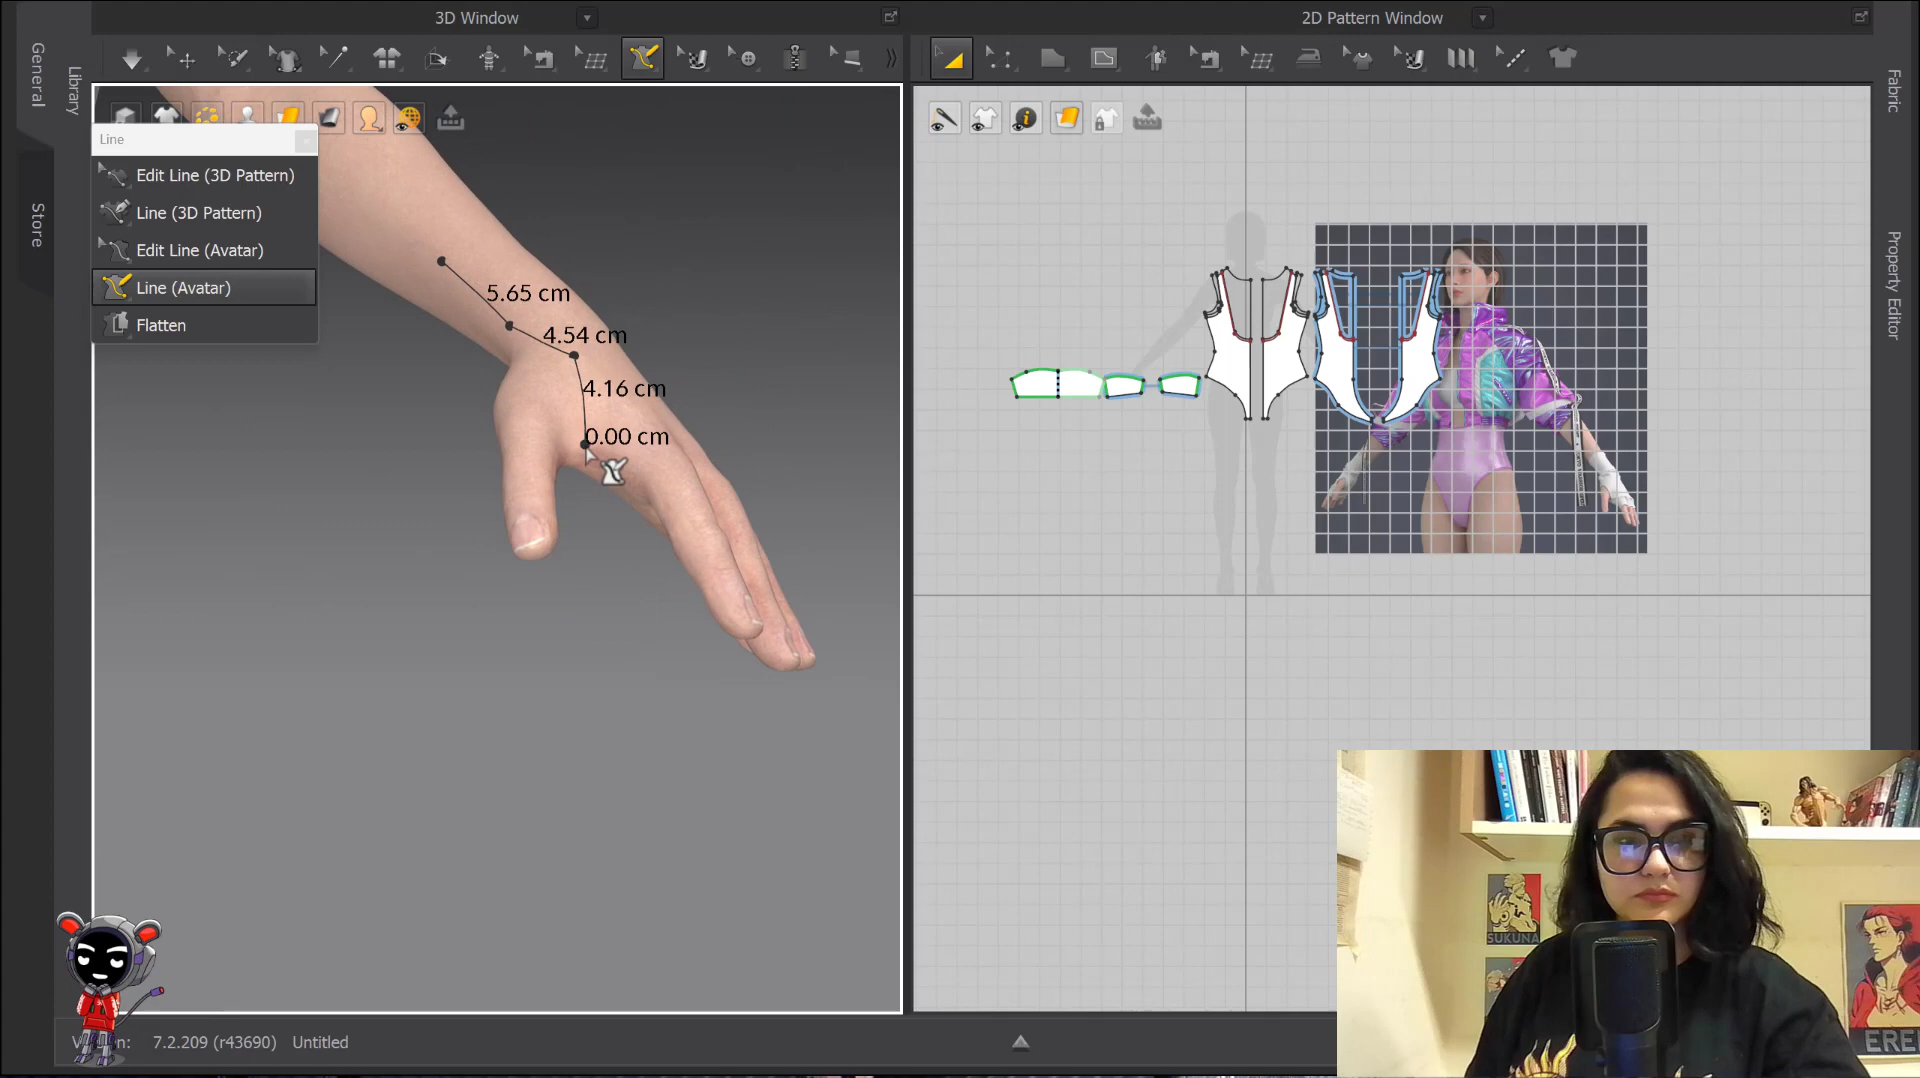 3D Window
2D Pattern Window
General
Library
Store
Line
Edit Line (3D Pattern)
Line (3D Pattern)
Edit Line (Avatar)
Line (Avatar)
Flatten
5.65 cm
4.54 cm
4.16 cm
0.00 cm
Fabric
Property Editor
SUKUNA
EREN
7.2.209 (r43690)
Untitled